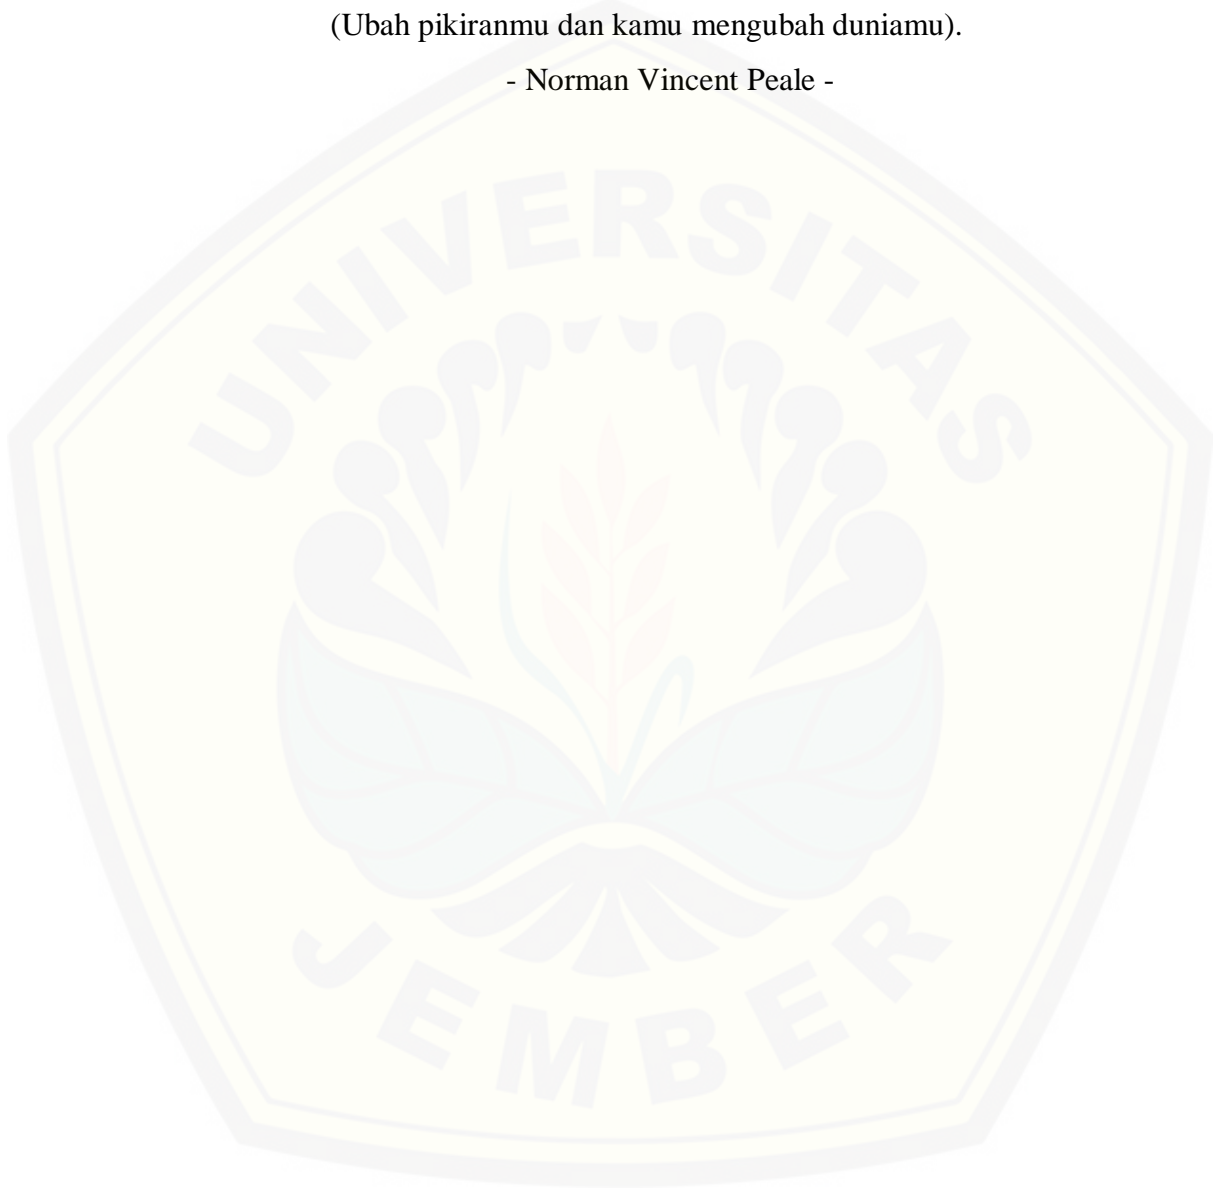 (Ubah pikiranmu dan kamu mengubah duniamu).
- Norman Vincent Peale -
UNIVERSITAS
JEMBER